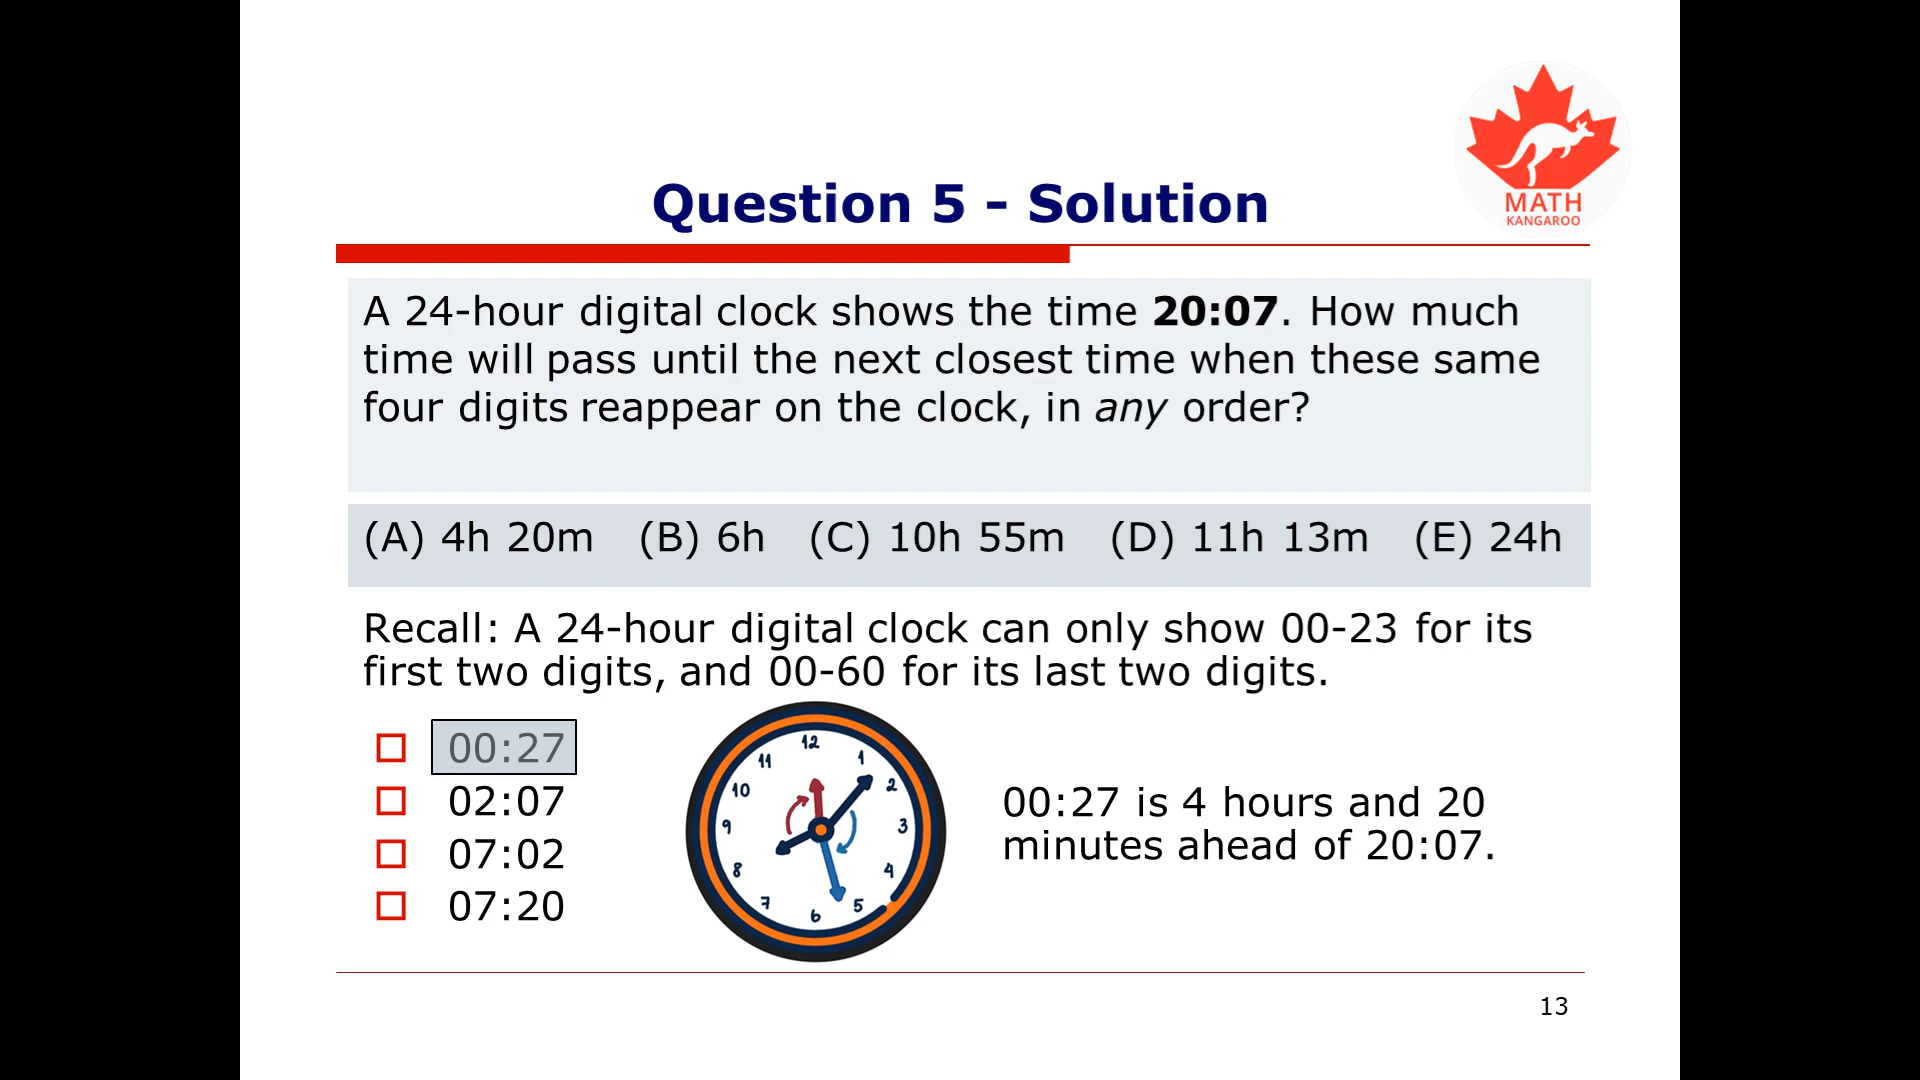 MATH
KANGAROO
Question 5 – Solution
A 24-hour digital clock shows the time 20:07. How much
time will pass until the next closest time when these same
four digits reappear on the clock, in any order?
(A) 4h 20m (B) 6h (C) 10h 55m (D) 11h 13m (E) 24h
Recall: A 24-hour digital clock can only show 00-23 for its
first two digits, and 00-60 for its last two digits.
00:27
02:07
07:02
07:20
12
1
2
3
4
5
6
7
8
9
10
11
00:27 is 4 hours and 20
minutes ahead of 20:07.
13